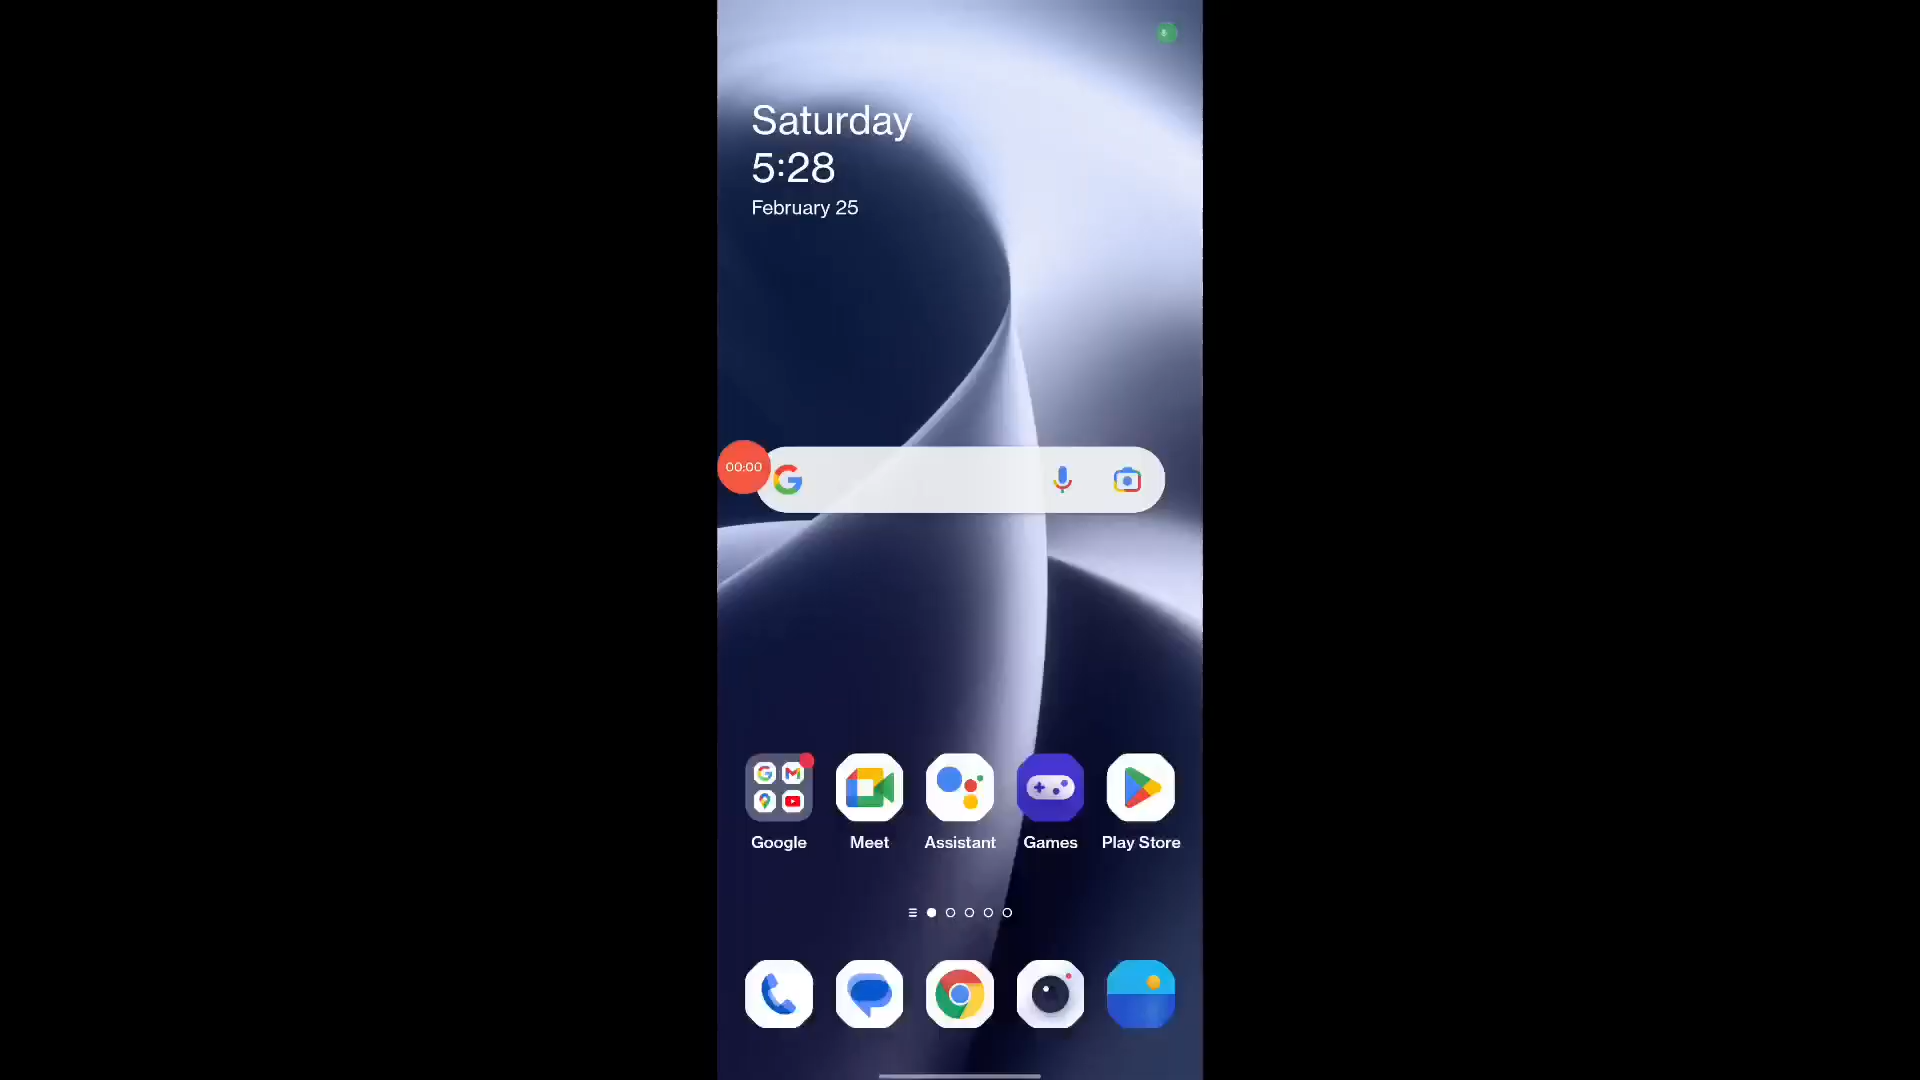 Saturday
5:28
February 25
00:00
Google
Meet
Assistant
Games
Play Store